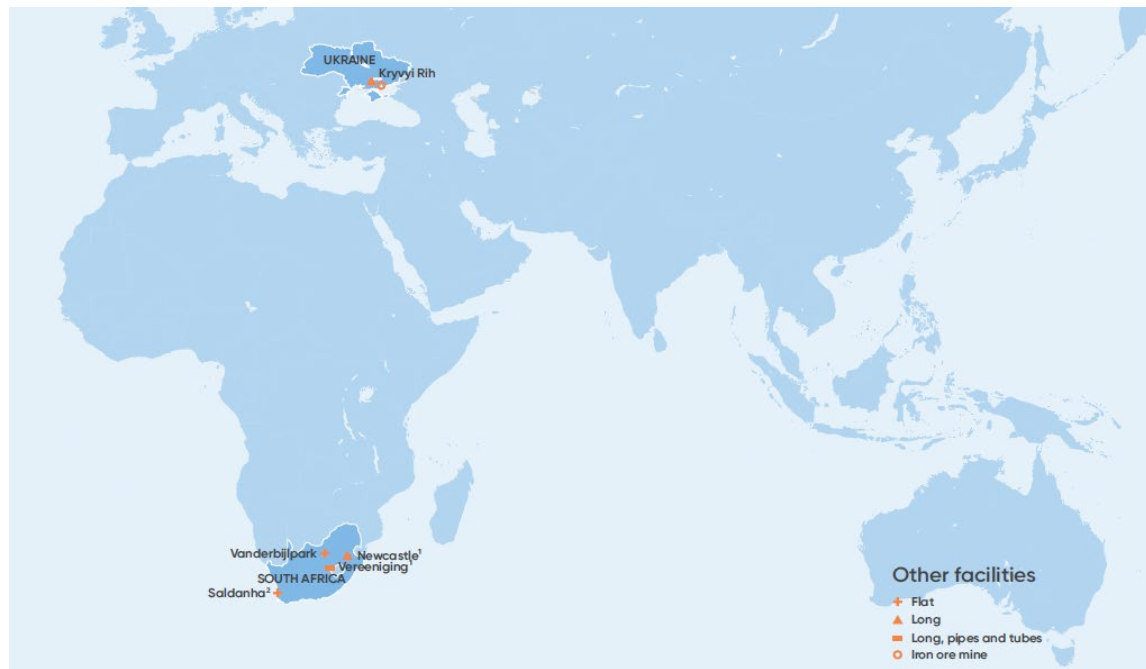 UKRAINE
Kryvyi Rih
Vanderbijlpark
Newcastle¹
Vereeniging¹
SOUTH AFRICA
Saldanha²
Other facilities
Flat
Long
Long, pipes and tubes
Iron ore mine